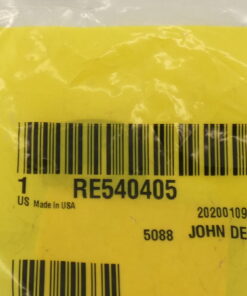 1 RE540405
US Made in USA
20200109
5088 JOHN DE